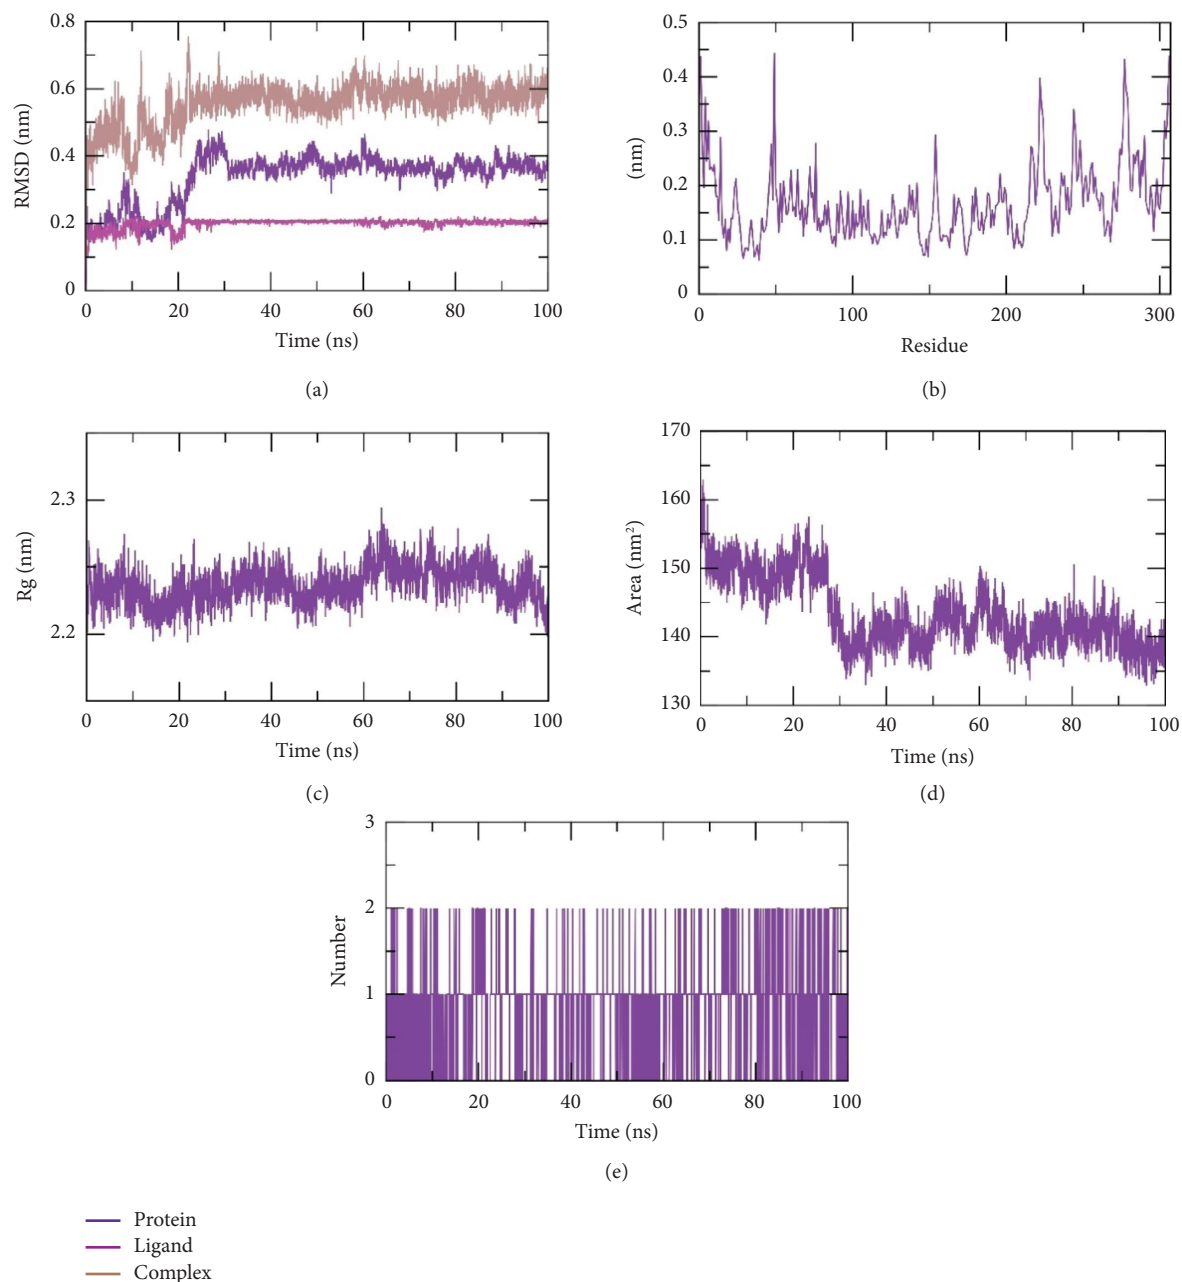 0.8
0.6
0.4
0.2
0
RMSD (nm)
0 20 40 60 80 100
Time (ns)
(a)
0.5
0.4
0.3
0.2
0.1
0
(nm)
0 100 200 300
Residue
(b)
2.3
2.2
Rg (nm)
0 20 40 60 80 100
Time (ns)
(c)
170
160
150
140
130
Area (nm²)
0 20 40 60 80 100
Time (ns)
(d)
3
2
1
0
Number
0 20 40 60 80 100
Time (ns)
(e)
Protein
Ligand
Complex